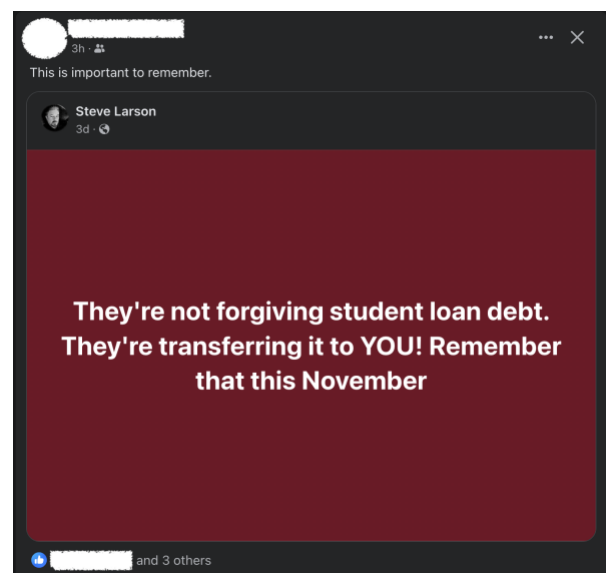 3h
This is important to remember.
Steve Larson
3d
They're not forgiving student loan debt.
They're transferring it to YOU! Remember
that this November
and 3 others